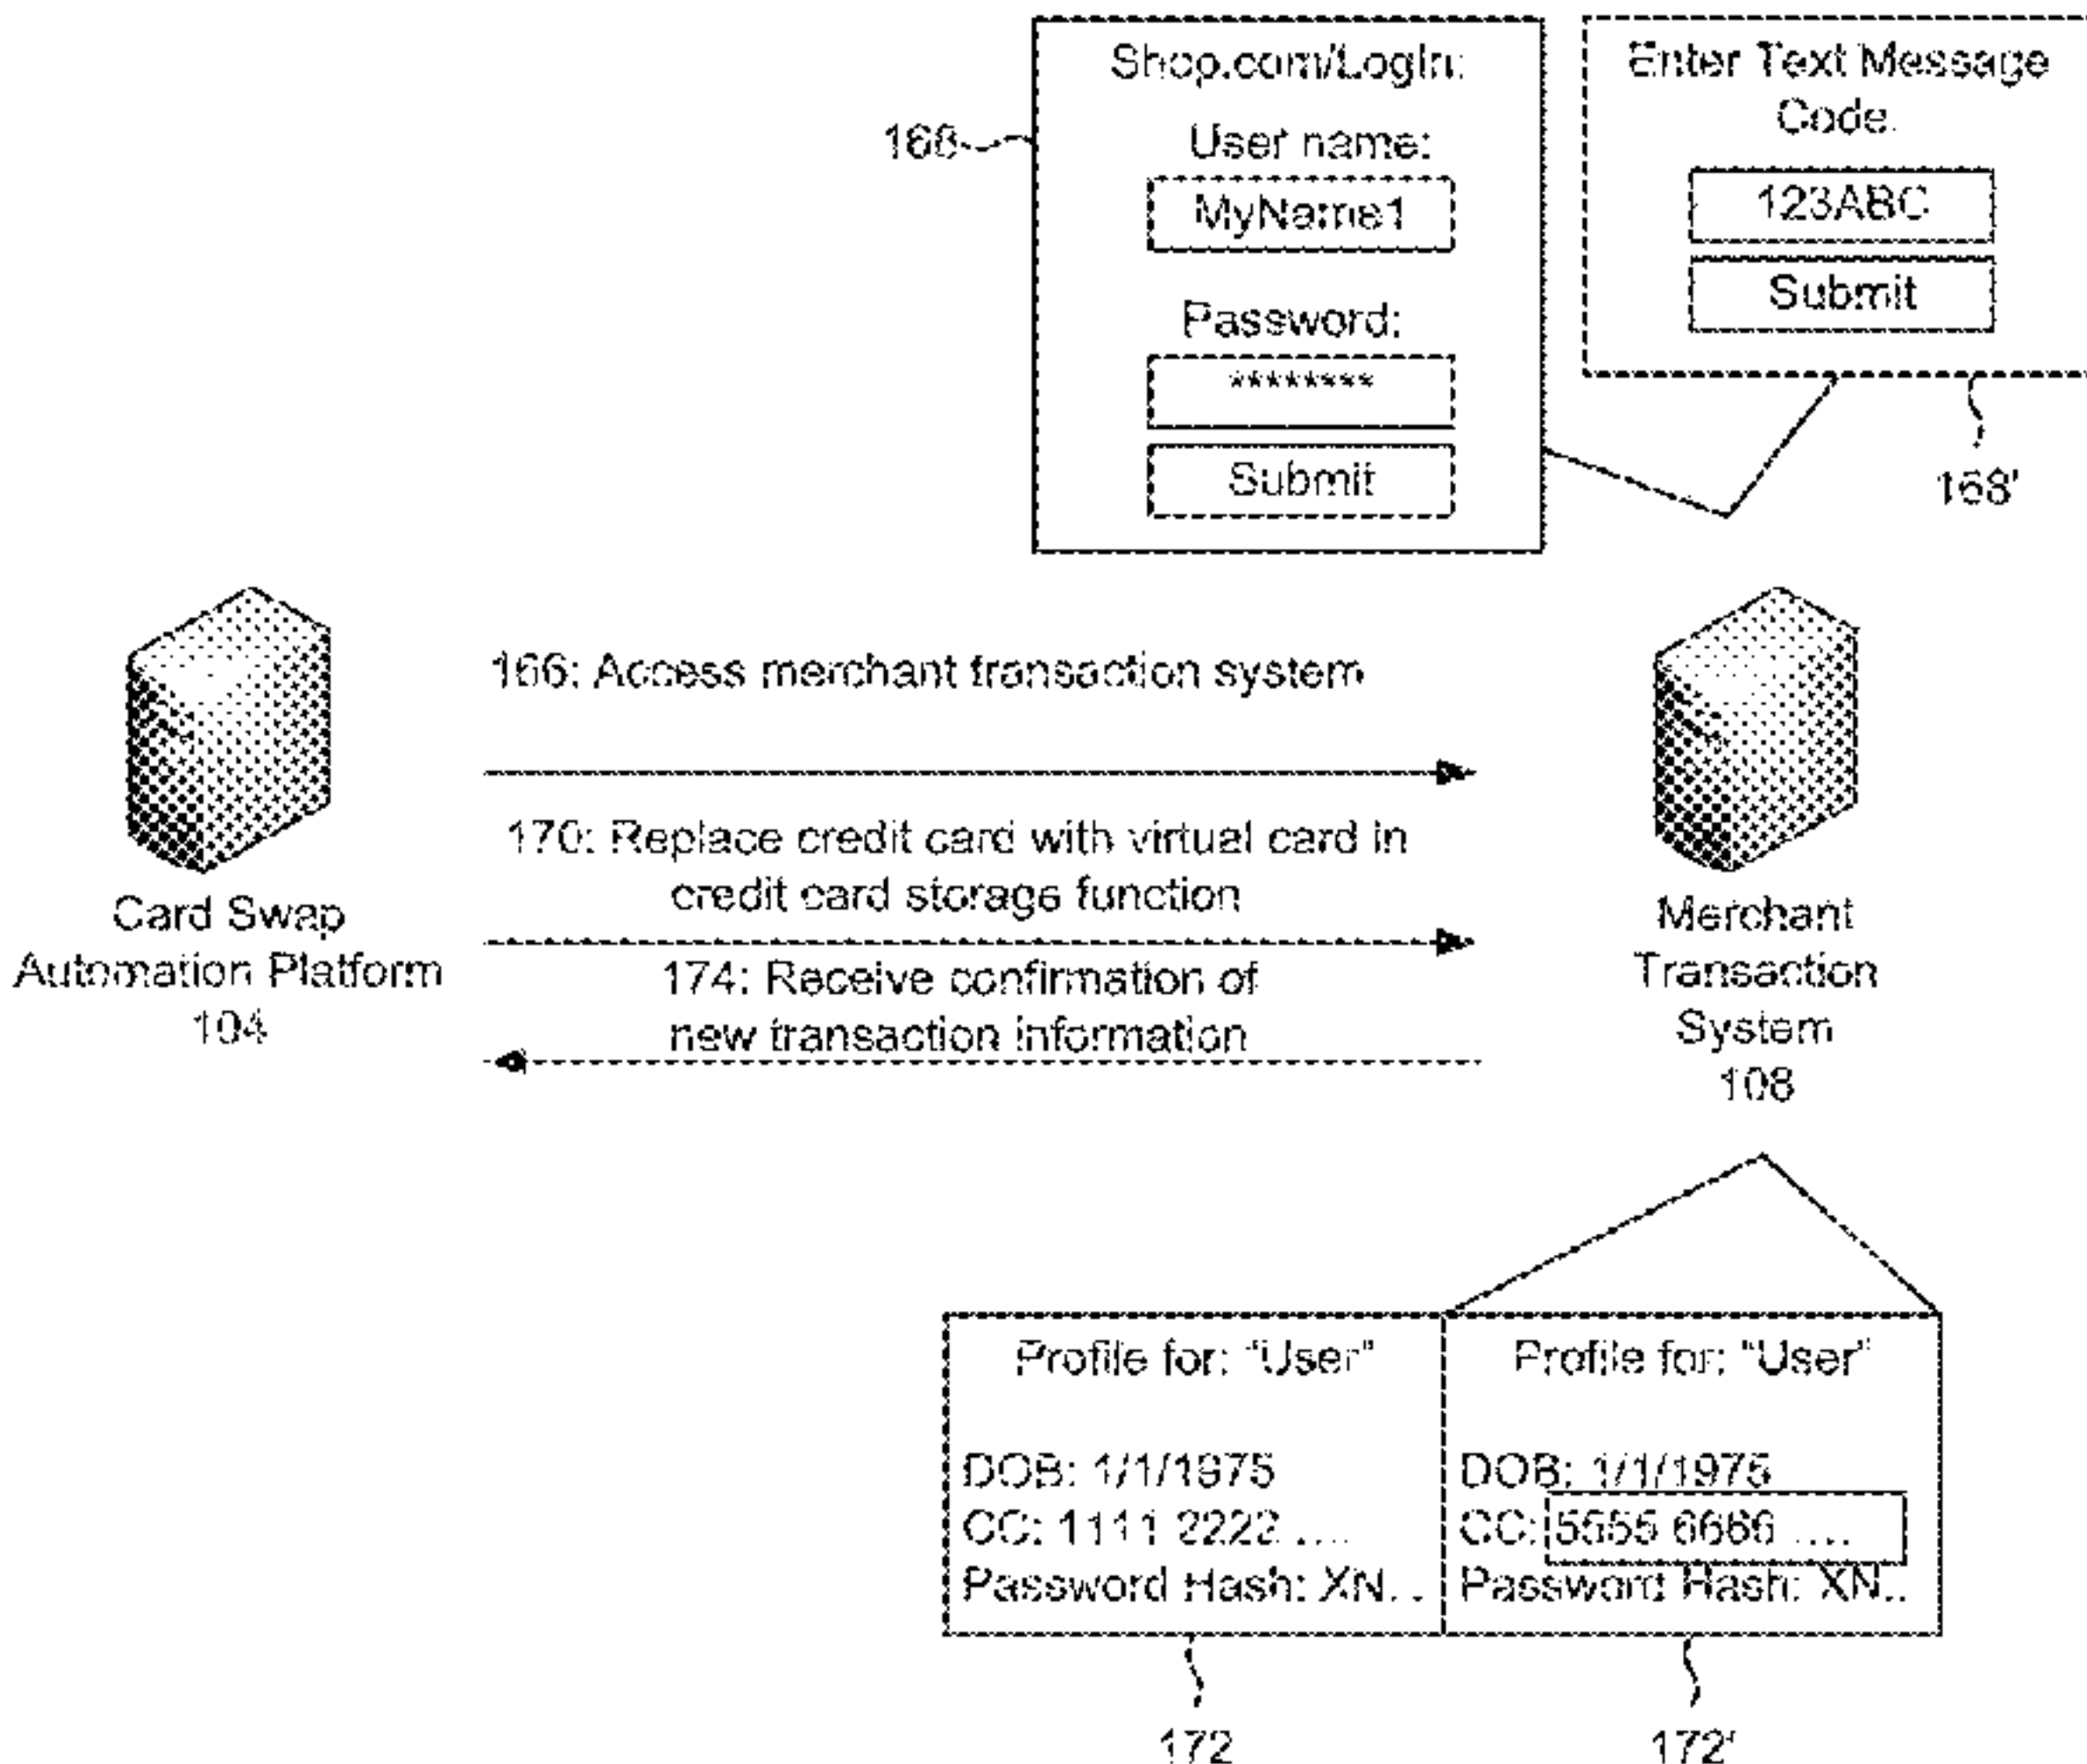 Shop.com/LogIn:
User name:
MyName1
Password:
********
Submit
168
Enter Text Message
Code.
123ABC
Submit
168'
166: Access merchant transaction system
170: Replace credit card with virtual card in
credit card storage function
174: Receive confirmation of
new transaction information
Card Swap
Automation Platform
104
Merchant
Transaction
System
108
Profile for: "User"
DOB: 1/1/1975
CC: 1111 2222 ....
Password Hash: XN..
172
Profile for: "User"
DOB: 1/1/1975
CC: 5555 6666 ....
Password Hash: XN..
172'